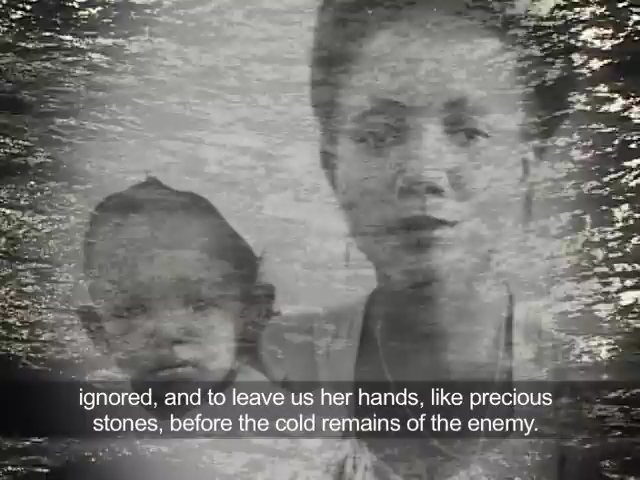 ignored, and to leave us her hands, like precious
stones, before the cold remains of the enemy.